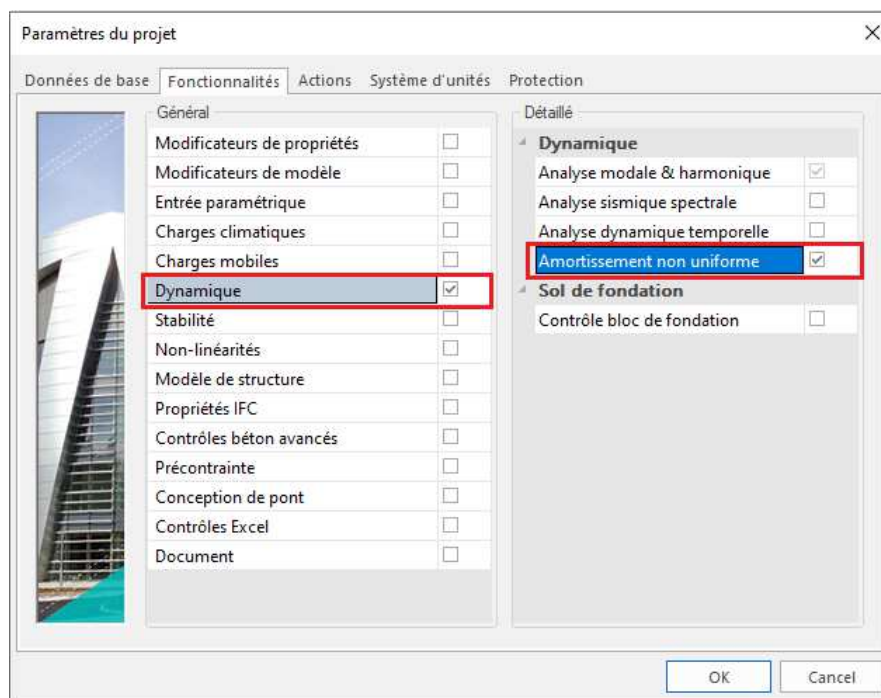 Paramètres du projet
Données de base Fonctionnalités Actions Système d'unités Protection
Général
Modificateurs de propriétés
Modificateurs de modèle
Entrée paramétrique
Charges climatiques
Charges mobiles
Dynamique
Stabilité
Non-linéarités
Modèle de structure
Propriétés IFC
Contrôles béton avancés
Précontrainte
Conception de pont
Contrôles Excel
Document
Détaillé
Dynamique
Analyse modale & harmonique
Analyse sismique spectrale
Analyse dynamique temporelle
Amortissement non uniforme
Sol de fondation
Contrôle bloc de fondation
OK Cancel